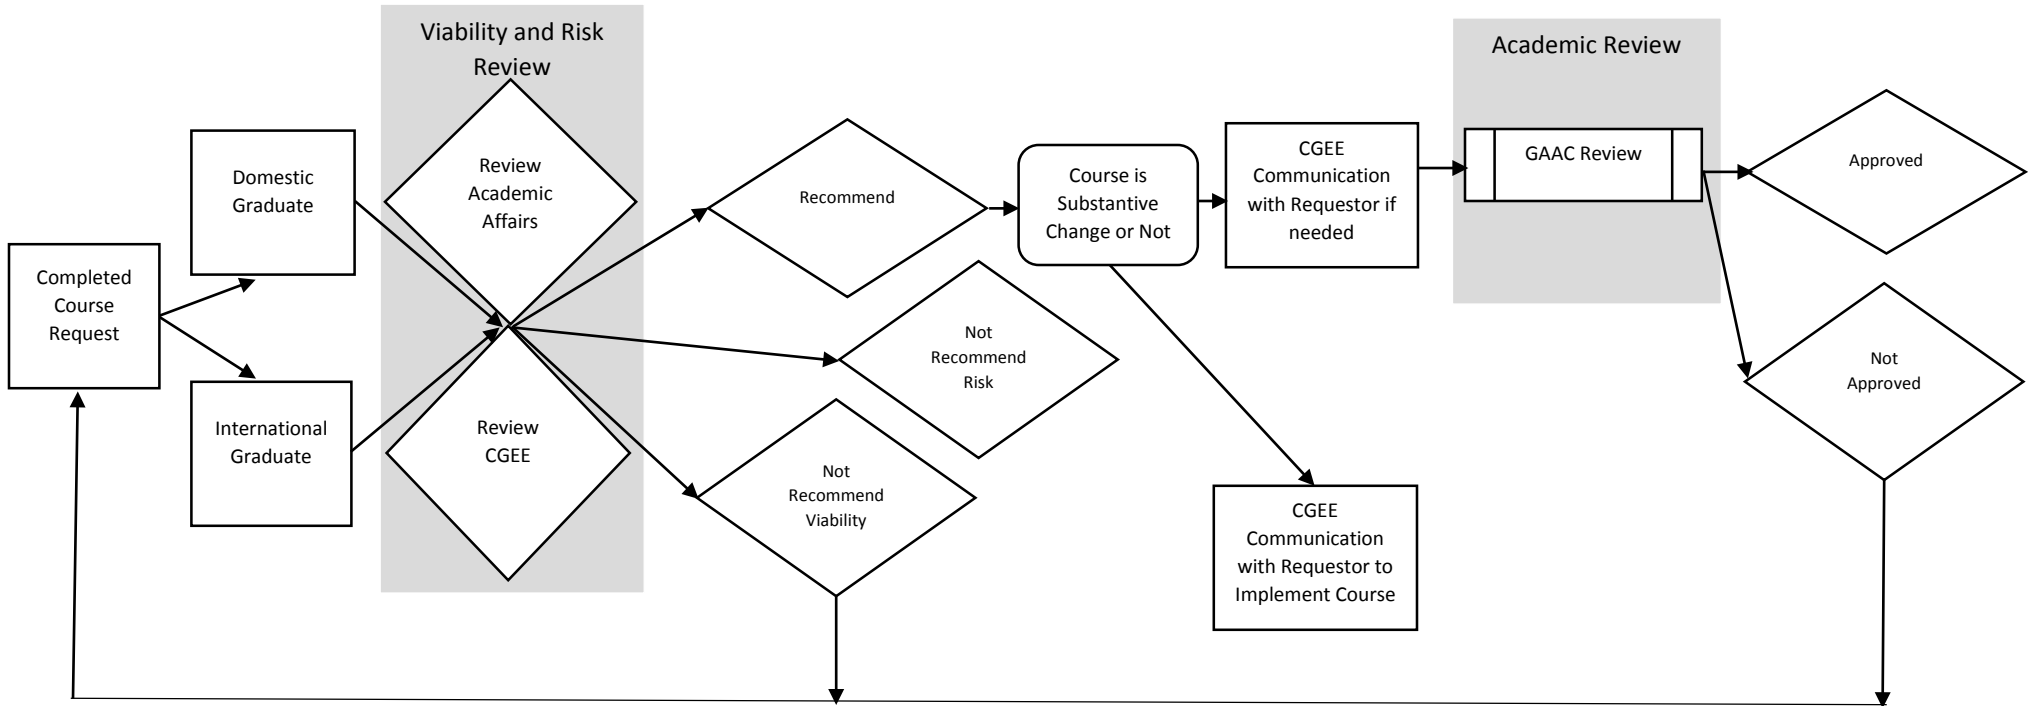 Viability and Risk
Review
Academic Review
Completed
Course
Request
Domestic
Graduate
International
Graduate
Review
Academic
Affairs
Review
CGEE
Recommend
Not
Recommend
Risk
Not
Recommend
Viability
Course is
Substantive
Change or Not
CGEE
Communication
with Requestor if
needed
CGEE
Communication
with Requestor to
Implement Course
GAAC Review
Approved
Not
Approved